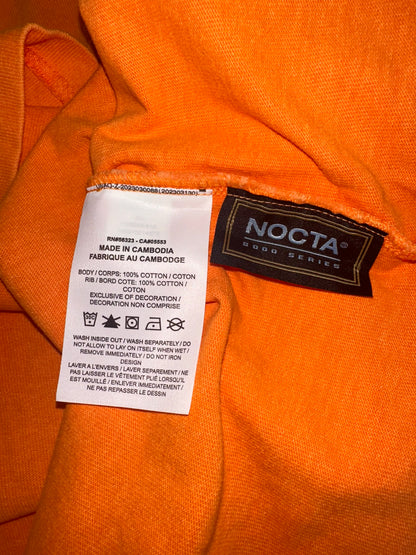 RN#56323 - CA#05553
MADE IN CAMBODIA
FABRIQUE AU CAMBODGE
BODY / CORPS: 100% COTTON / COTON
RIB / BORD COTE: 100% COTTON / COTON
EXCLUSIVE OF DECORATION / DECORATION NON COMPRISE
WASH INSIDE OUT / WASH SEPARATELY / DO NOT ALLOW TO LAY ON ITSELF WHEN WET / REMOVE IMMEDIATELY / DO NOT IRON DESIGN
LAVER A L'ENVERS / LAVER SEPAREMENT / NE PAS LAISSER LE VÊTEMENT PLIÉ LORSQU'IL EST MOUILLÉ / ENLEVER IMMEDIATEMENT / NE PAS REPASSER LE DESSIN
NOCTA®
GOOD SERIES